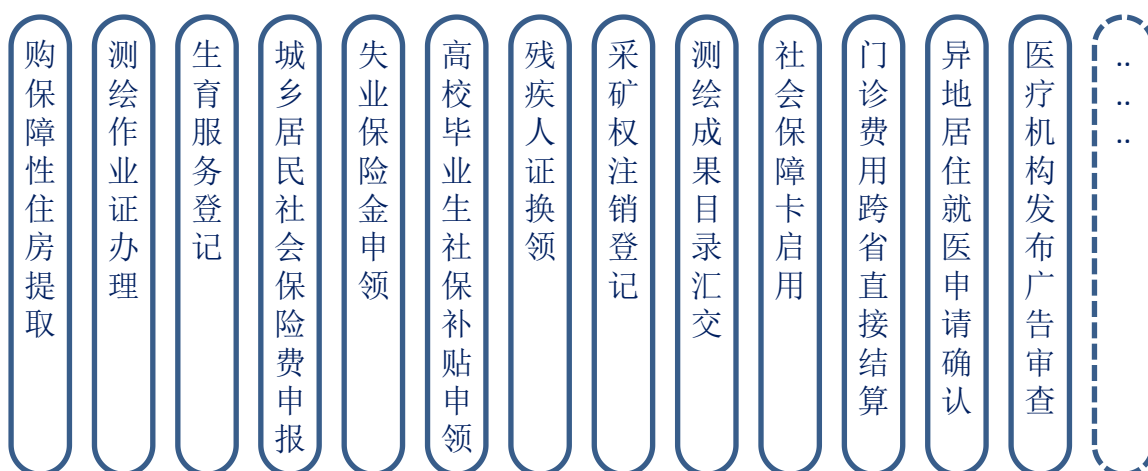 购保障性住房提取
测绘作业证办理
生育服务登记
城乡居民社会保险费申报
失业保险金申领
高校毕业生社保补贴申领
残疾人证换领
采矿权注销登记
测绘成果目录汇交
社会保障卡启用
门诊费用跨省直接结算
异地居住就医申请确认
医疗机构发布广告审查
......